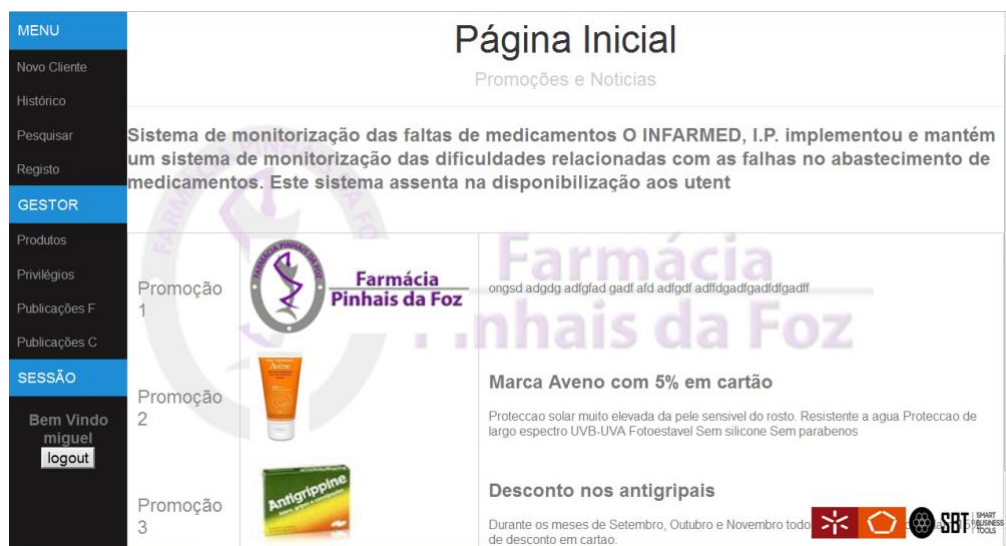 MENU
Novo Cliente
Histórico
Pesquisar
Registo
GESTOR
Produtos
Privilégios
Publicações F
Publicações C
SESSÃO
Bem Vindo
miguel
logout
Página Inicial
Promoções e Noticias
Sistema de monitorização das faltas de medicamentos O INFARMED, I.P. implementou e mantém
um sistema de monitorização das dificuldades relacionadas com as falhas no abastecimento de
medicamentos. Este sistema assenta na disponibilização aos utent
Farmácia
nhais da Foz
Promoção
1
FARMÁCIA PINHAIS DA FOZ
Farmácia
Pinhais da Foz
ongsd adgdg adfgfad gadf afd adfgdf adffdgadfgadfdfgadff
Promoção
2
Avène
Marca Aveno com 5% em cartão
Proteccao solar muito elevada da pele sensivel do rosto. Resistente a agua Proteccao de
largo espectro UVB-UVA Fotoestavel Sem silicone Sem parabenos
Promoção
3
Antigrippine
Desconto nos antigripais
Durante os meses de Setembro, Outubro e Novembro todo
de desconto em cartao.
SBT SMART
BUSINESS
TOOLS